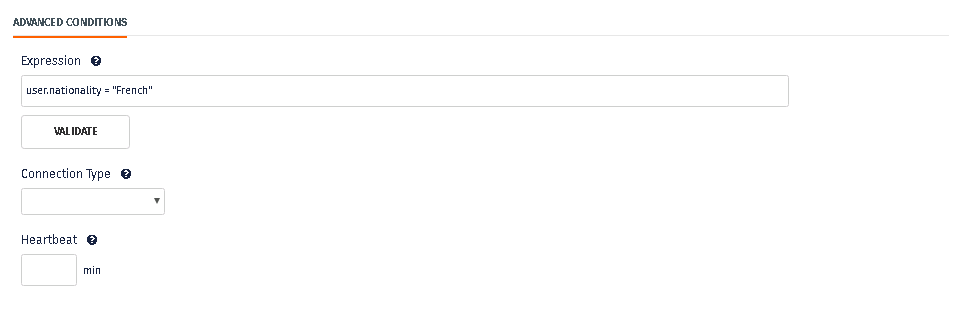 ADVANCED CONDITIONS
Expression ?
user.nationality = "French"
VALIDATE
Connection Type ?
Heartbeat ?
min